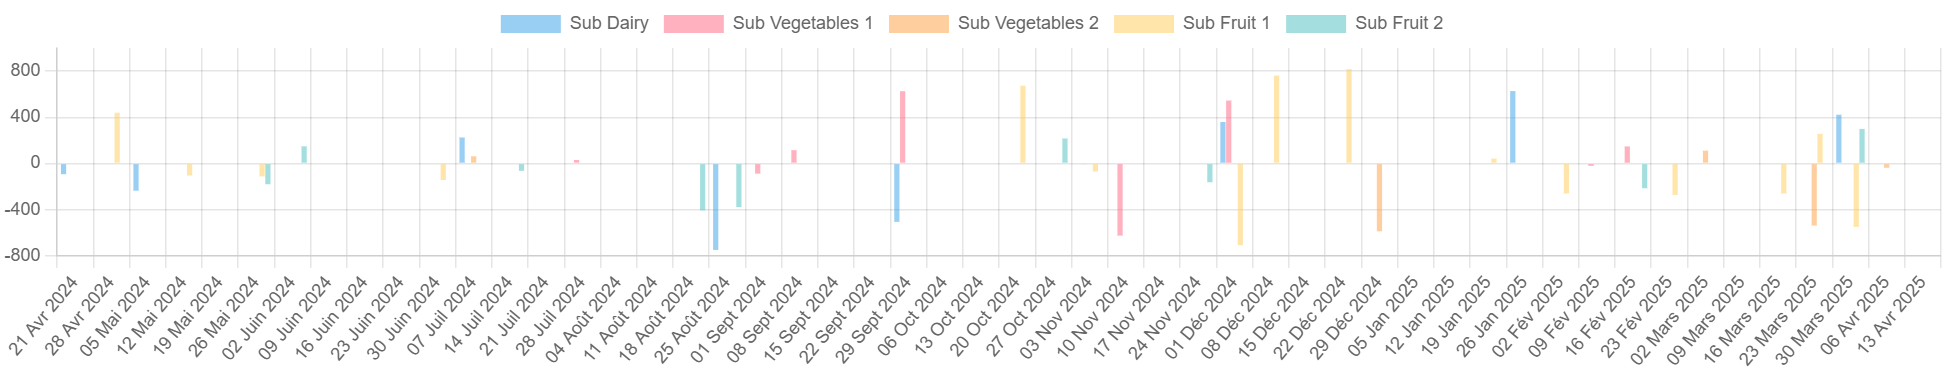 Sub Dairy Sub Vegetables 1 Sub Vegetables 2 Sub Fruit 1 Sub Fruit 2
800
400
0
-400
-800
21 Avr 2024
28 Avr 2024
05 Mai 2024
12 Mai 2024
19 Mai 2024
26 Mai 2024
02 Juin 2024
09 Juin 2024
16 Juin 2024
23 Juin 2024
30 Juin 2024
07 Juil 2024
14 Juil 2024
21 Juil 2024
28 Juil 2024
04 Août 2024
11 Août 2024
18 Août 2024
25 Août 2024
01 Sept 2024
08 Sept 2024
15 Sept 2024
22 Sept 2024
29 Sept 2024
06 Oct 2024
13 Oct 2024
20 Oct 2024
27 Oct 2024
03 Nov 2024
10 Nov 2024
17 Nov 2024
24 Nov 2024
01 Déc 2024
08 Déc 2024
15 Déc 2024
22 Déc 2024
29 Déc 2024
05 Jan 2025
12 Jan 2025
19 Jan 2025
26 Jan 2025
02 Fév 2025
09 Fév 2025
16 Fév 2025
23 Fév 2025
02 Mars 2025
09 Mars 2025
16 Mars 2025
23 Mars 2025
30 Mars 2025
06 Avr 2025
13 Avr 2025